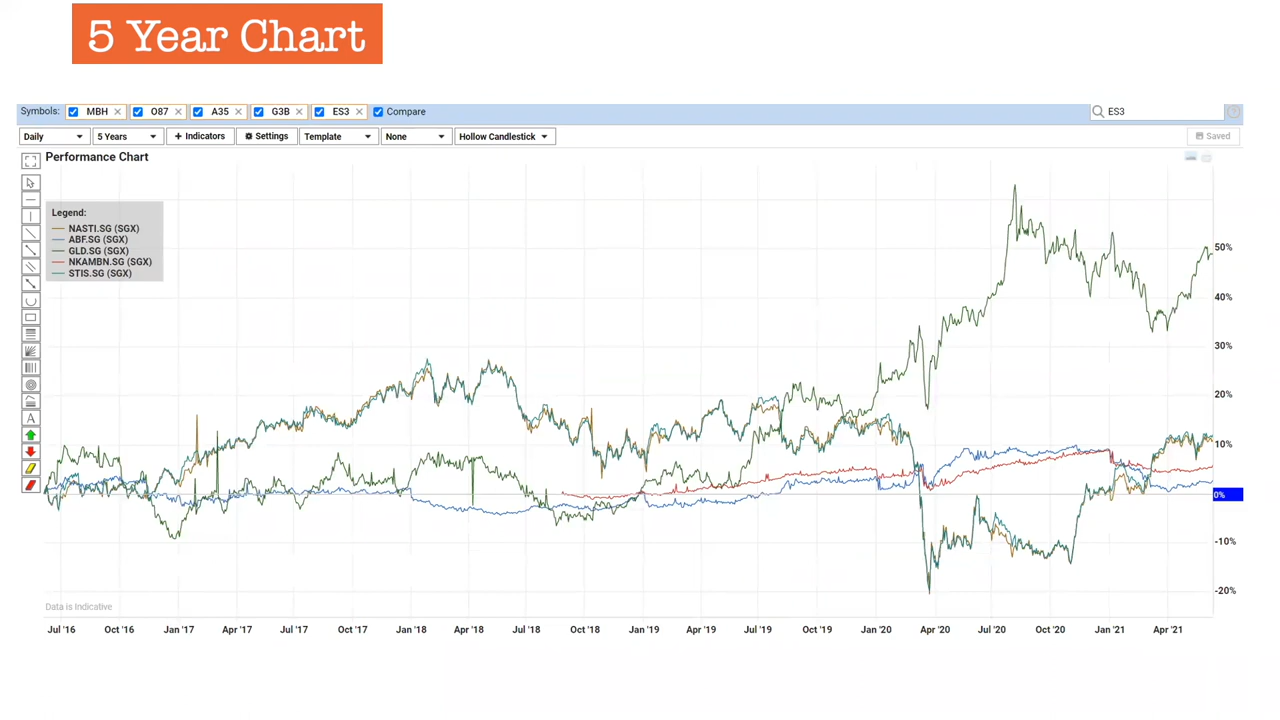 5 Year Chart
Symbols: MBH O87 A35 G3B ES3 Compare ES3
Daily 5 Years + Indicators Settings Template None Hollow Candlestick Saved
Performance Chart
Legend:
NASTI.SG (SGX)
ABF.SG (SGX)
GLD.SG (SGX)
NKAMBN.SG (SGX)
STIS.SG (SGX)
50%
40%
30%
20%
10%
0%
-10%
-20%
A
Data is Indicative
Jul '16 Oct '16 Jan '17 Apr '17 Jul '17 Oct '17 Jan '18 Apr '18 Jul '18 Oct '18 Jan '19 Apr '19 Jul '19 Oct '19 Jan '20 Apr '20 Jul '20 Oct '20 Jan '21 Apr '21